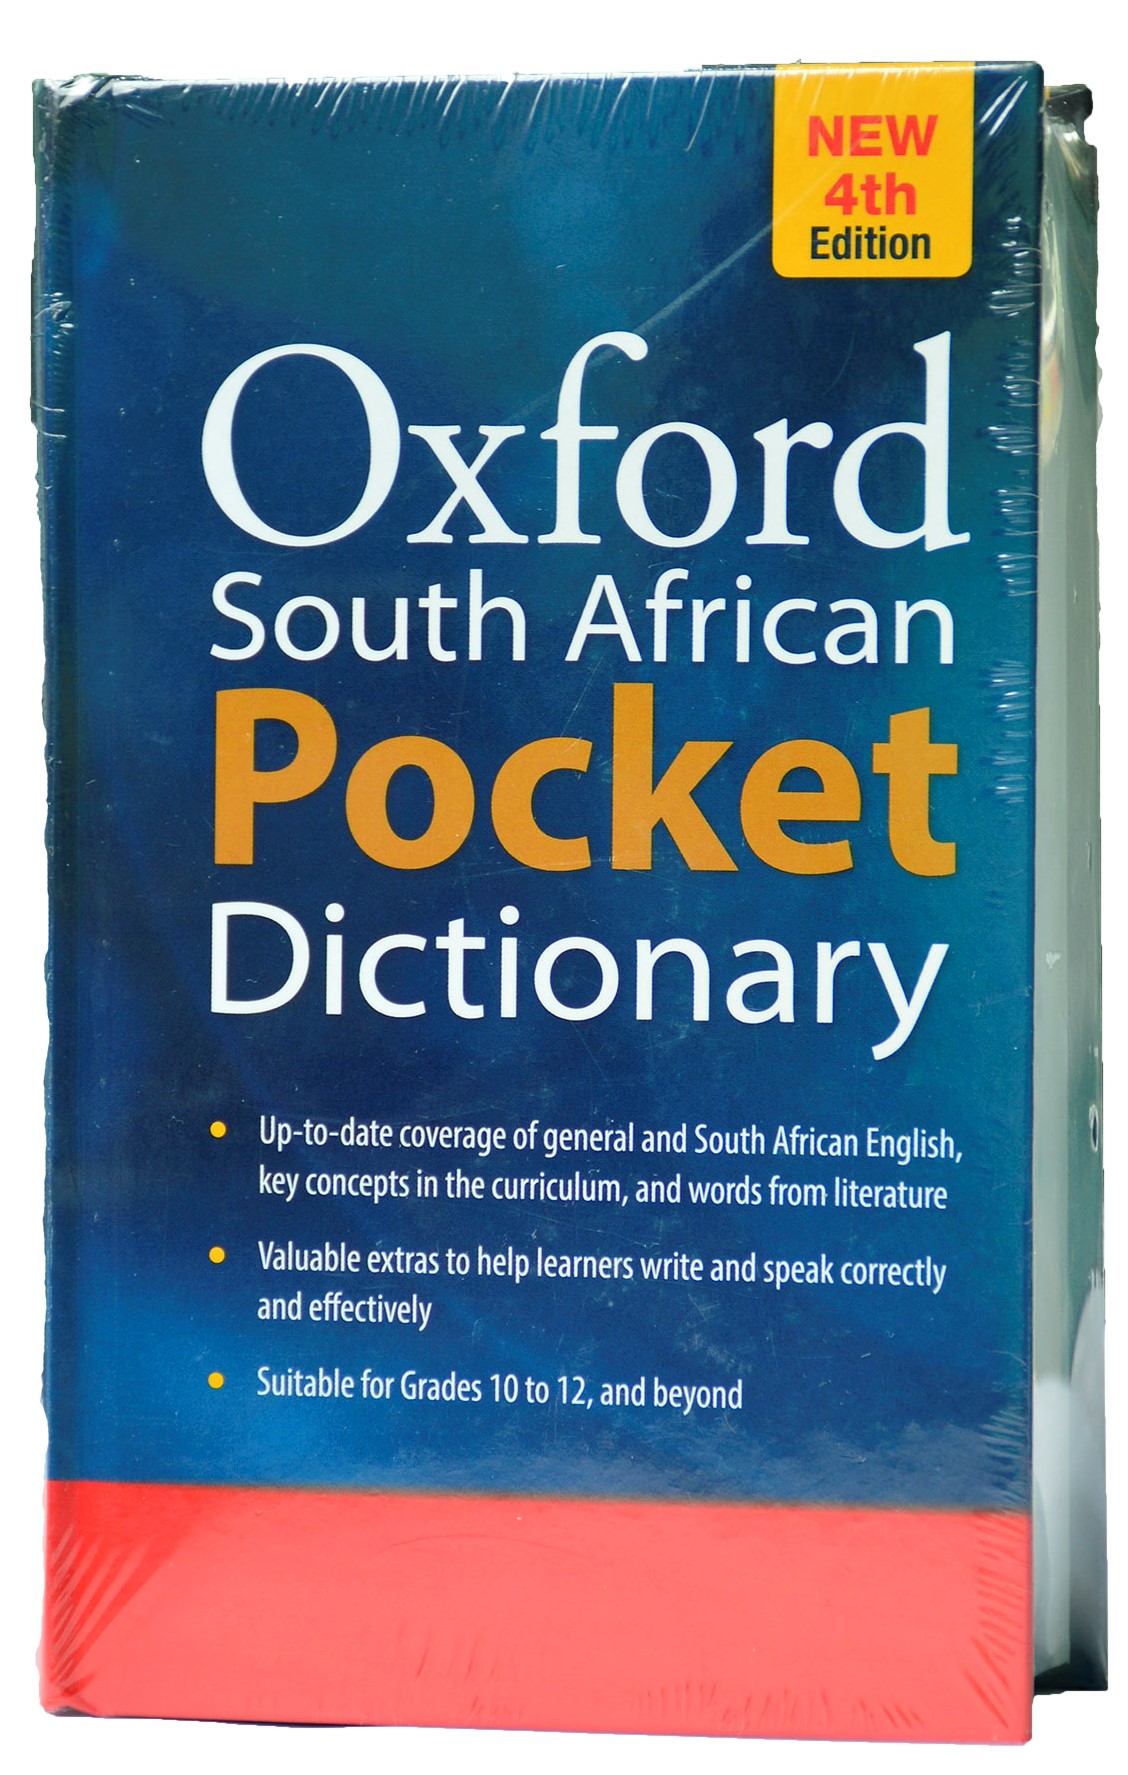 NEW
4th
Edition
Oxford
South African
Pocket
Dictionary
• Up-to-date coverage of general and South African English,
key concepts in the curriculum, and words from literature
• Valuable extras to help learners write and speak correctly
and effectively
• Suitable for Grades 10 to 12, and beyond